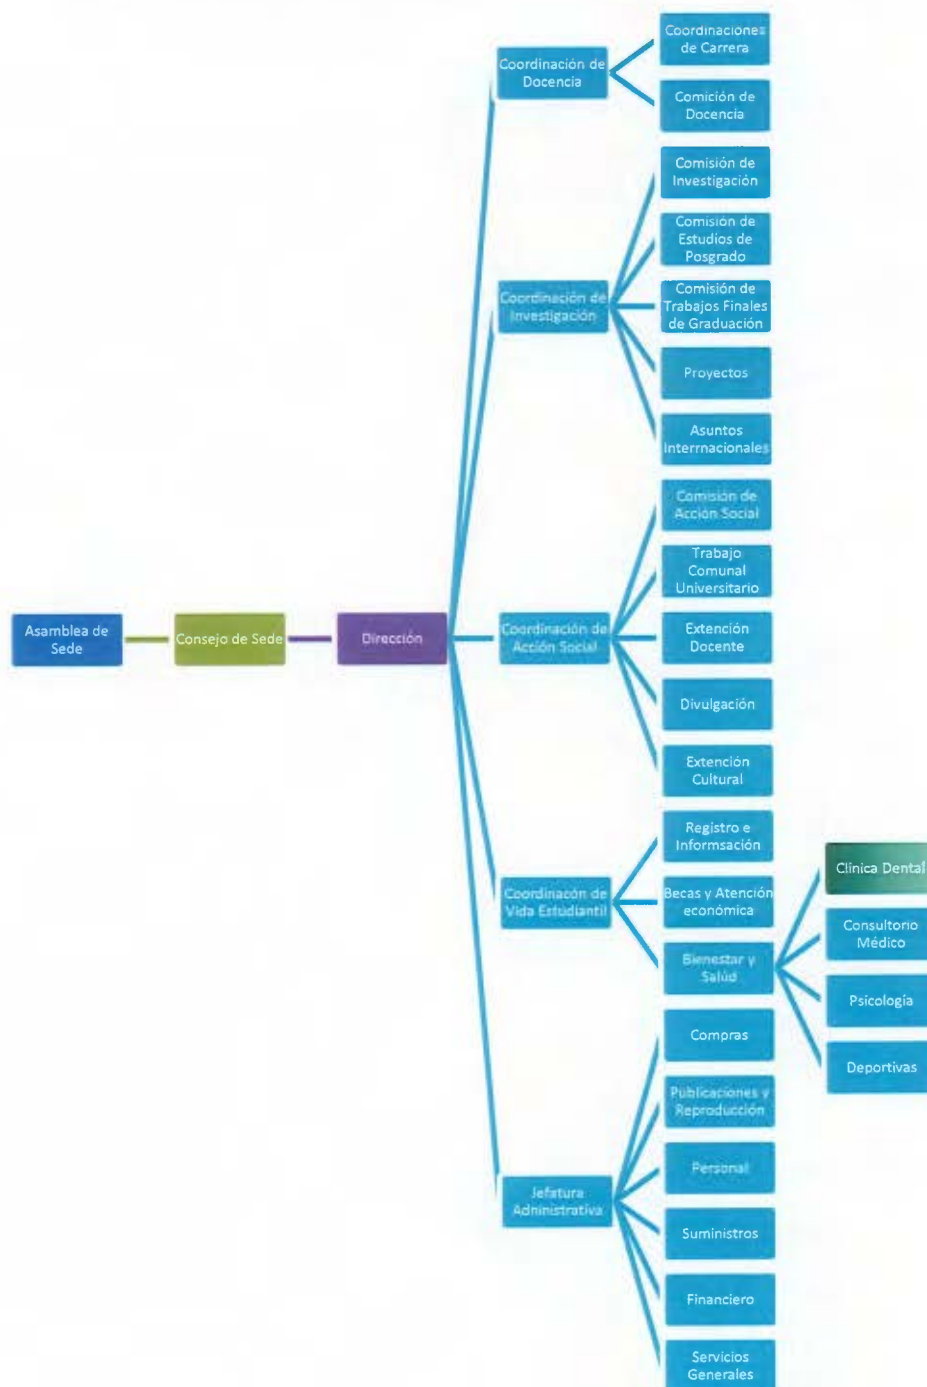 Coordinaciones
de Carrera
Coordinación de
Docencia
Comición de
Docencia
Comisión de
Investigación
Comisión de
Estudios de
Posgrado
Coordinación de
Investigación
Comisión de
Trabajos Finales
de Graduación
Proyectos
Asuntos
Interrnacionales
Comisión de
Acción Social
Trabajo
Comunal
Universitario
Asamblea de
Sede
Consejo de Sede
Dirección
Coordinación de
Acción Social
Extención
Docente
Divulgación
Extención
Cultural
Registro e
Informsación
Coordinacón de
Vida Estudiantil
Becas y Atención
económica
Bienestar y
Salúd
Clínica Dental
Consultorio
Médico
Psicología
Deportivas
Compras
Publicaciones y
Reproducción
Personal
Jefatura
Administrativa
Suministros
Financiero
Servicios
Generales